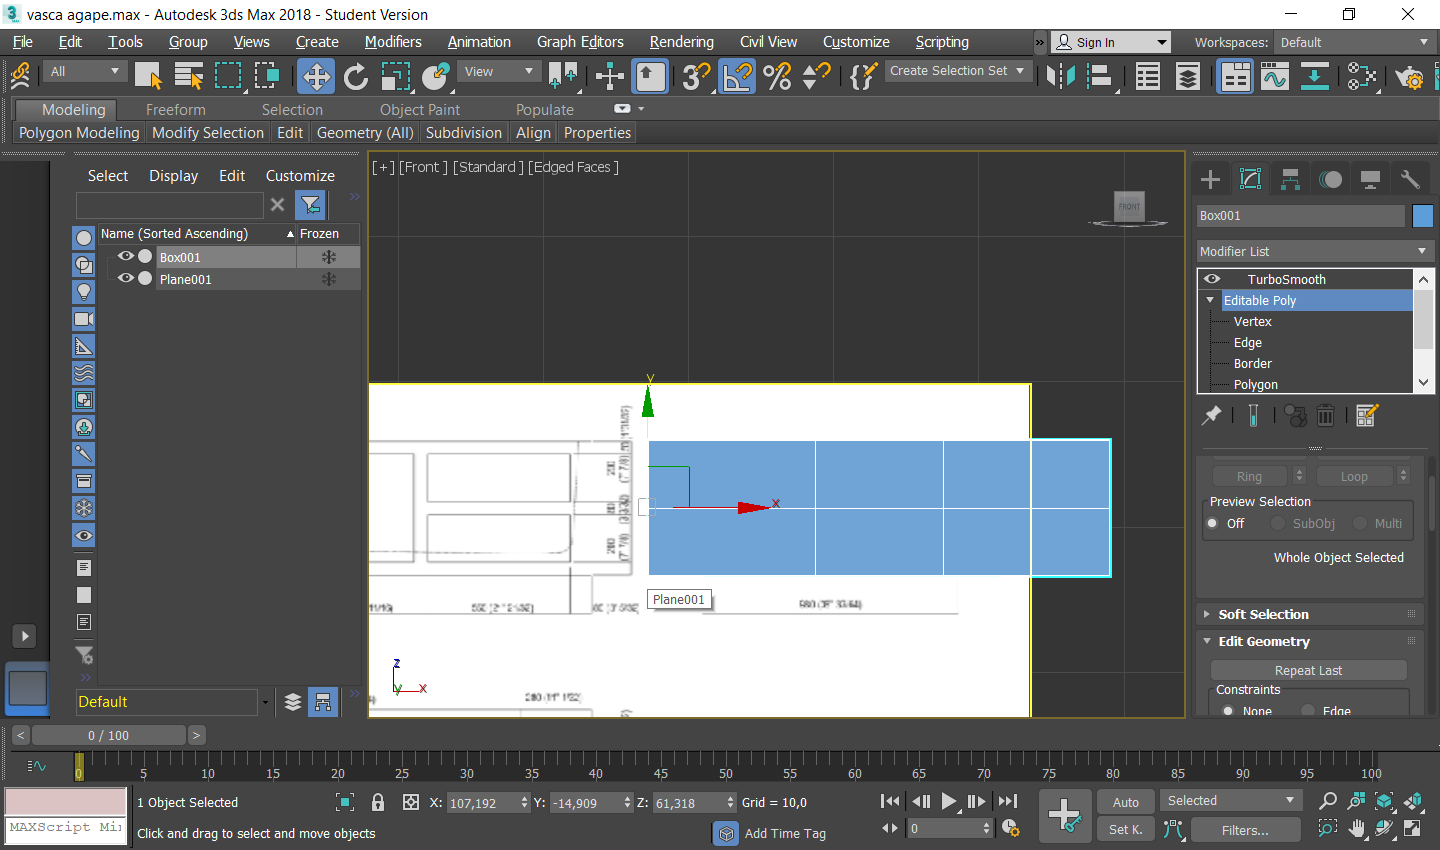 vasca agape.max - Autodesk 3ds Max 2018 - Student Version
File Edit Tools Group Views Create Modifiers Animation Graph Editors Rendering Civil View Customize Scripting » Sign In Workspaces: Default
All View 3 Create Selection Set
Modeling Freeform Selection Object Paint Populate
Polygon Modeling Modify Selection Edit Geometry (All) Subdivision Align Properties
Select Display Edit Customize
Name (Sorted Ascending) Frozen
Box001
Plane001
Default
[+] [Front ] [Standard ] [Edged Faces ]
FRONT
y
x
Plane001
z
y x
Box001
Modifier List
TurboSmooth
Editable Poly
Vertex
Edge
Border
Polygon
Ring Loop
Preview Selection
Off SubObj Multi
Whole Object Selected
Soft Selection
Edit Geometry
Repeat Last
Constraints
None Edge
< 0 / 100 >
0 5 10 15 20 25 30 35 40 45 50 55 60 65 70 75 80 85 90 95 100
1 Object Selected X: 107,192 Y: -14,909 Z: 61,318 Grid = 10,0
MAXScript Mi
Click and drag to select and move objects
Add Time Tag
0
Auto Selected
Set K. Filters...